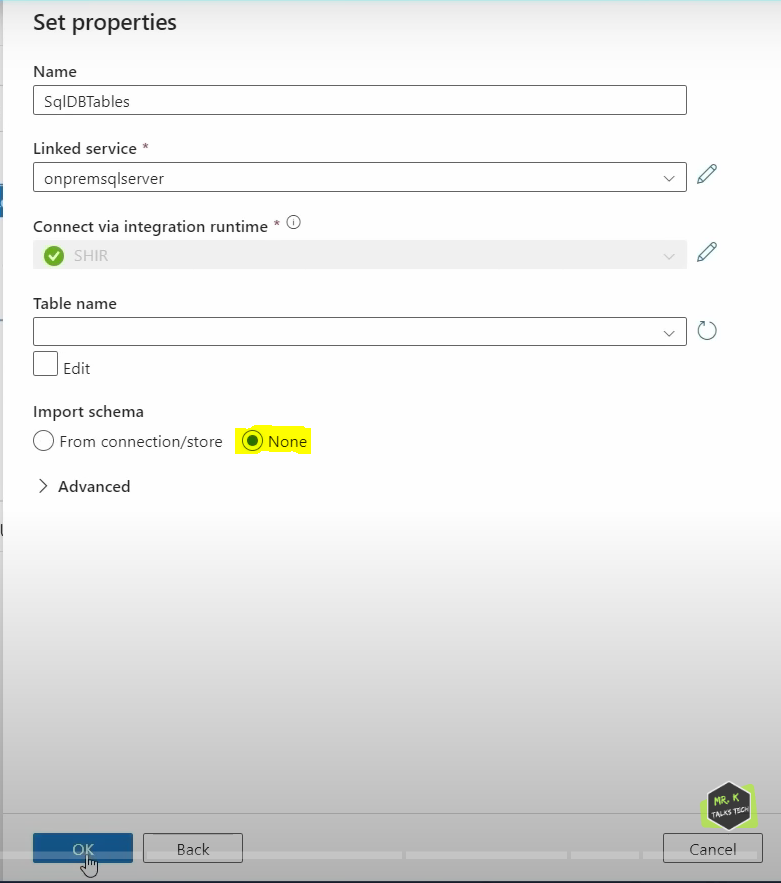 Set properties
Name
SqlDBTables
Linked service *
onpremsqlserver
Connect via integration runtime *
SHIR
Table name
Edit
Import schema
From connection/store None
Advanced
MR. K
TALKS TECH
OK Back Cancel